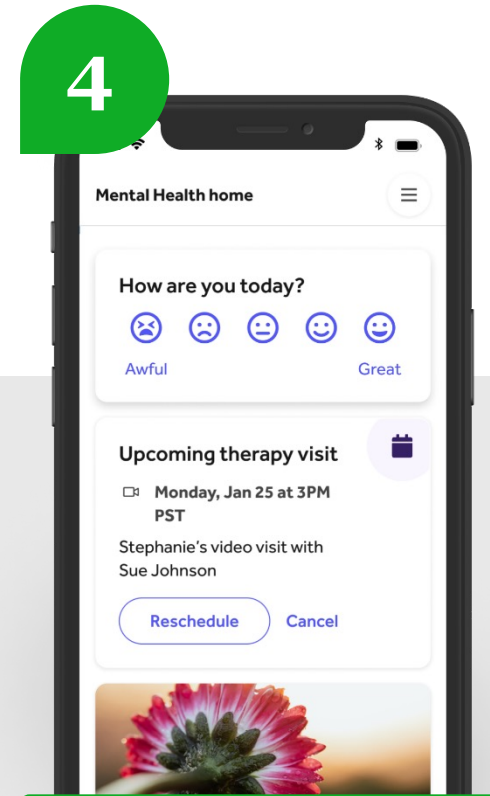 4
Mental Health home
How are you today?
Awful
Great
Upcoming therapy visit
Monday, Jan 25 at 3PM
PST
Stephanie's video visit with
Sue Johnson
Reschedule
Cancel